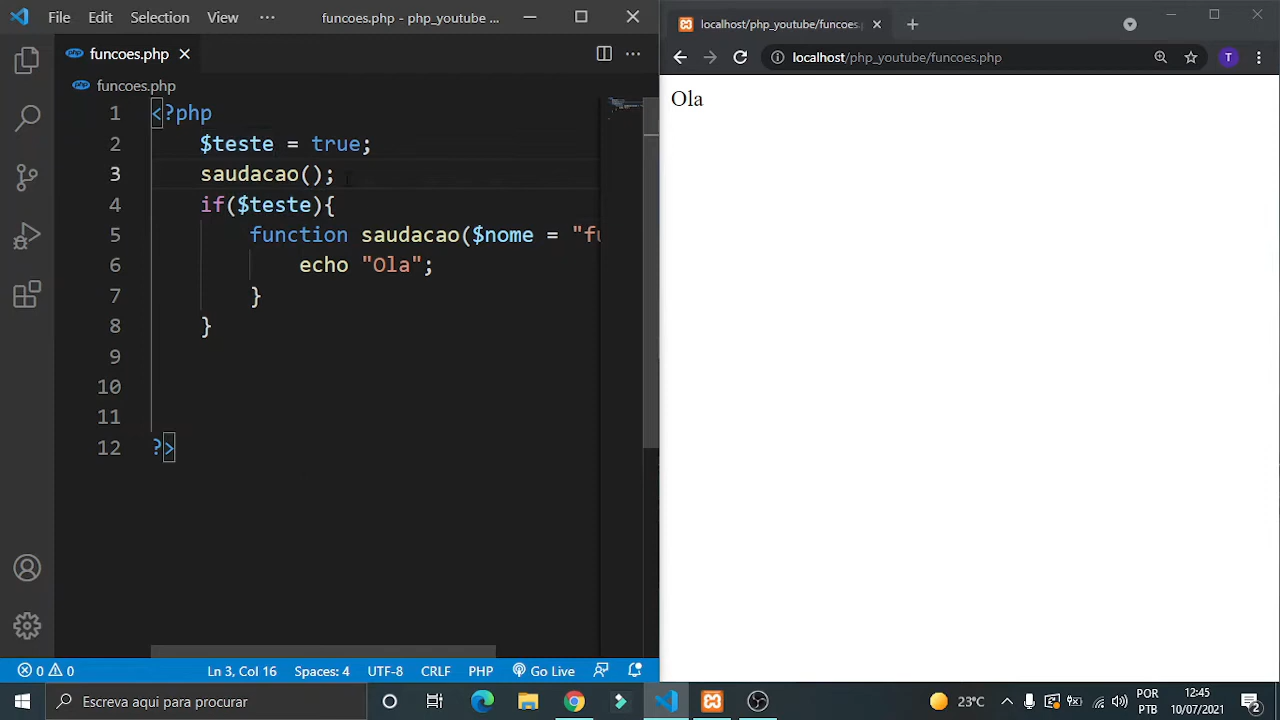 File Edit Selection View ··· funcoes.php - php_youtube ...
localhost/php_youtube/funcoes.p
funcoes.php
localhost/php_youtube/funcoes.php
T
funcoes.php
Ola
1 <?php
2 $teste = true;
3 saudacao();
4 if($teste){
5 function saudacao($nome = "fu
6 echo "Ola";
7 }
8 }
9
10
11
12 ?>
0 0 Ln 3, Col 16 Spaces: 4 UTF-8 CRLF PHP Go Live
Escreve aqui para procurar
23°C
POR
PTB
12:45
10/07/2021
2